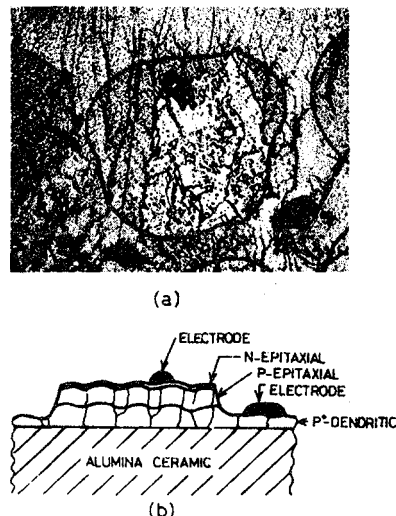 (a)
ELECTRODE
N-EPITAXIAL
P-EPITAXIAL
ELECTRODE
P⁺-DENDRITIC
ALUMINA CERAMIC
(b)